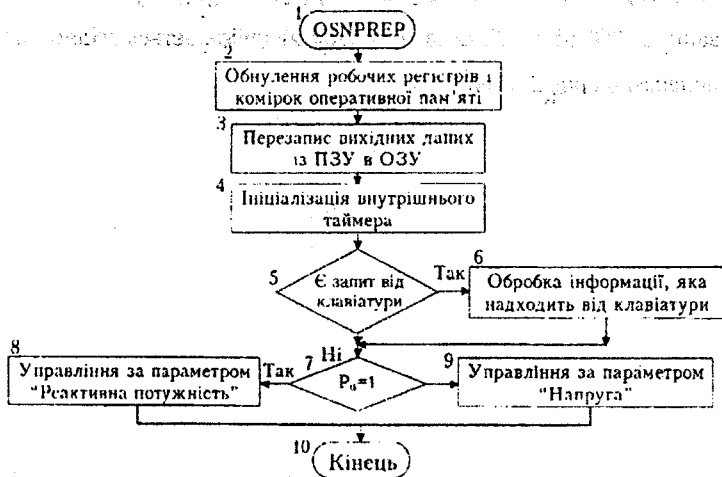 1
OSNPREP
2
Обнулення робочих регістрів і
комірок оперативної пам'яті
3
Перезапис вихідних даних
із ПЗУ в ОЗУ
4
Ініціалізація внутрішнього
таймера
5
Є запит від
клавіатури
Так
6
Обробка інформації, яка
надходить від клавіатури
Ні
8
Управління за параметром
"Реактивна потужність"
Так
7
9
Управління за параметром
"Напруга"
10
Кінець